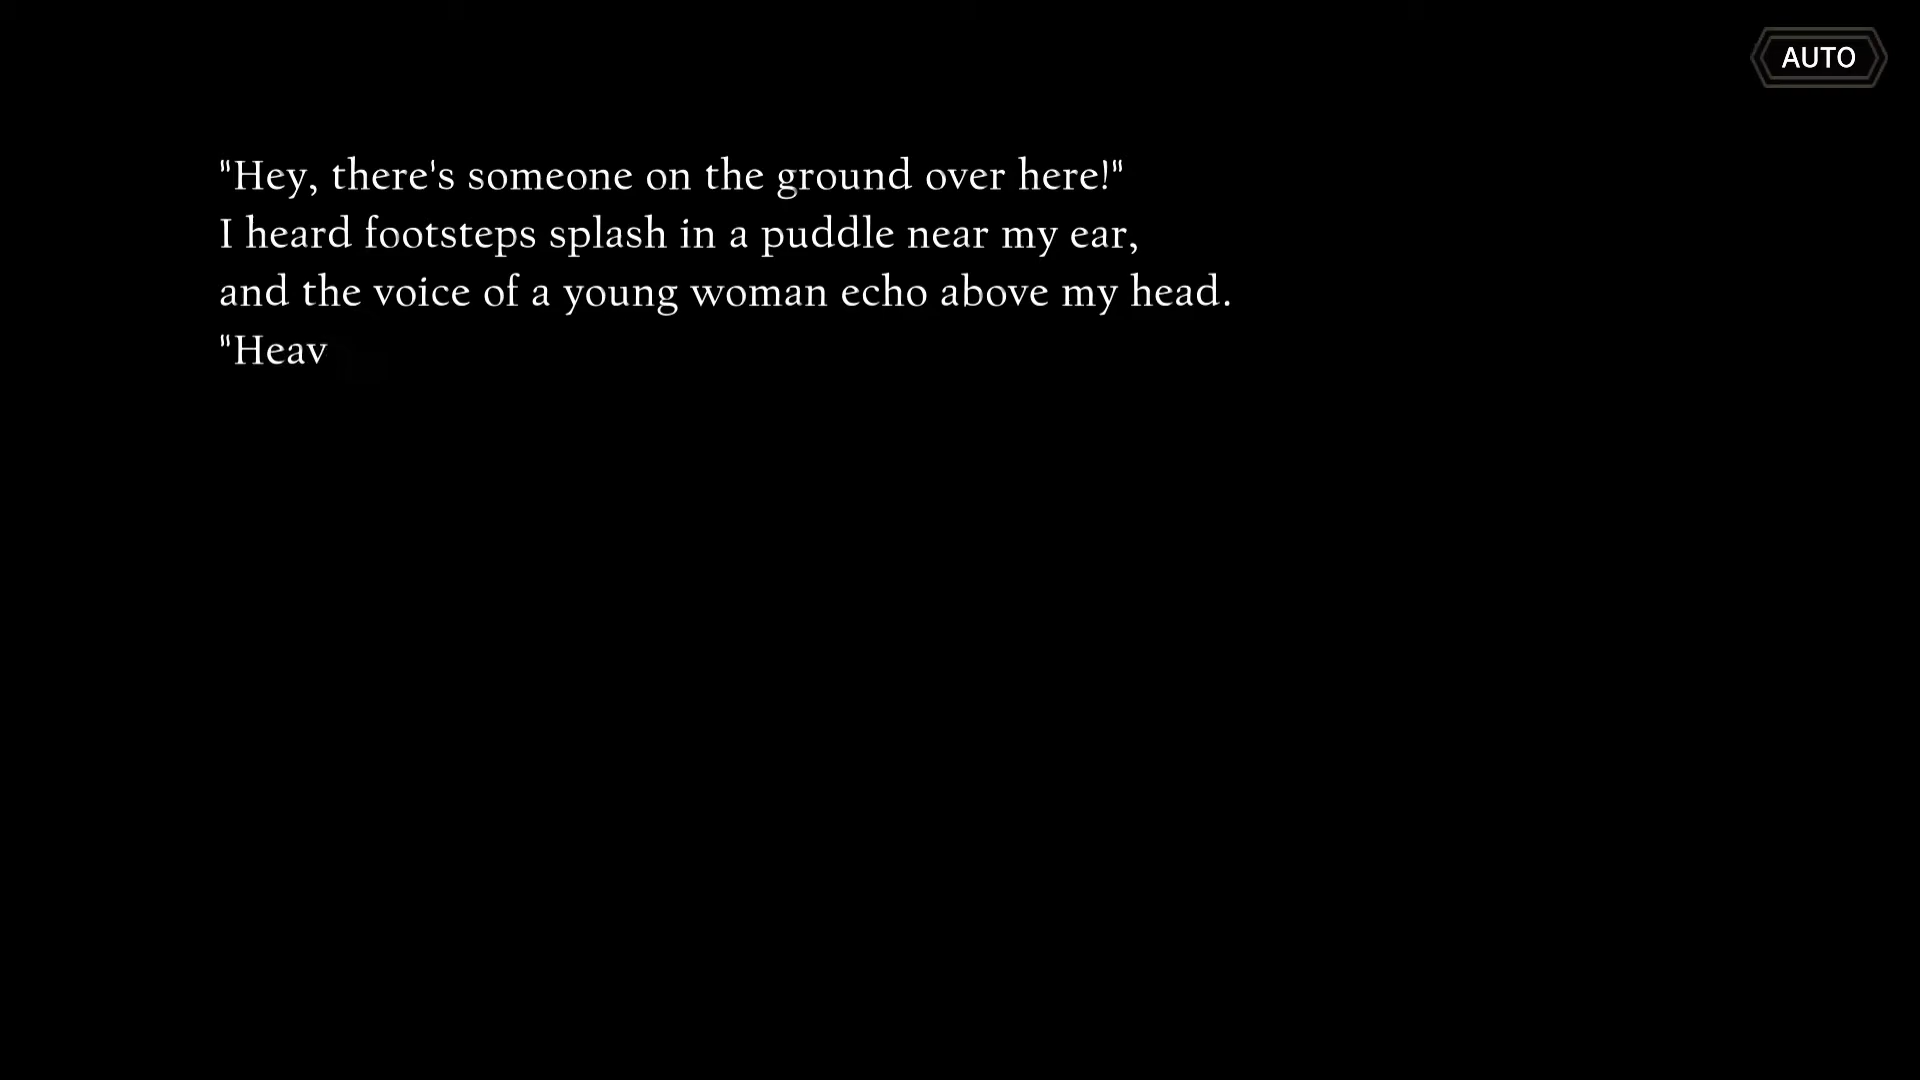 AUTO
"Hey, there's someone on the ground over here!"
I heard footsteps splash in a puddle near my ear,
and the voice of a young woman echo above my head.
"Heav